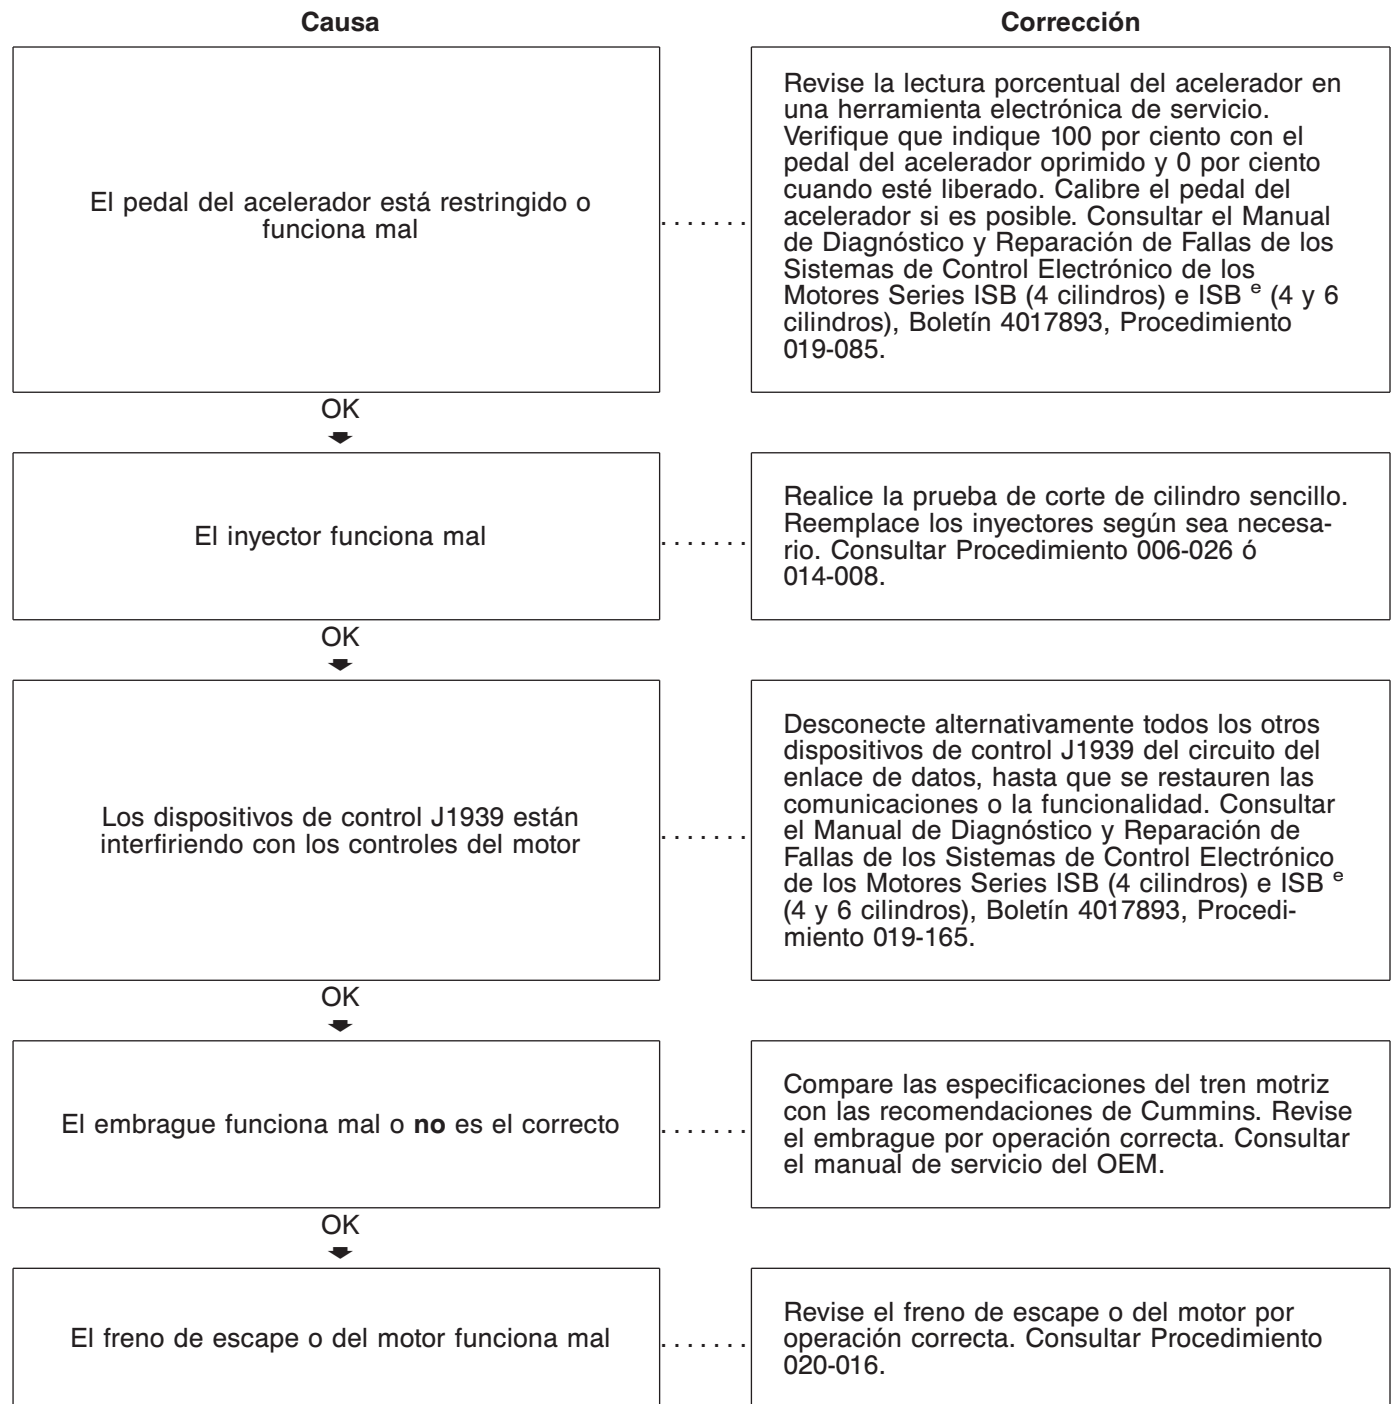 Causa
Corrección
El pedal del acelerador está restringido o
funciona mal
.......
Revise la lectura porcentual del acelerador en
una herramienta electrónica de servicio.
Verifique que indique 100 por ciento con el
pedal del acelerador oprimido y 0 por ciento
cuando esté liberado. Calibre el pedal del
acelerador si es posible. Consultar el Manual
de Diagnóstico y Reparación de Fallas de los
Sistemas de Control Electrónico de los
Motores Series ISB (4 cilindros) e ISB e (4 y 6
cilindros), Boletín 4017893, Procedimiento
019-085.
OK
El inyector funciona mal
.......
Realice la prueba de corte de cilindro sencillo.
Reemplace los inyectores según sea necesa-
rio. Consultar Procedimiento 006-026 ó
014-008.
OK
Los dispositivos de control J1939 están
interfiriendo con los controles del motor
.......
Desconecte alternativamente todos los otros
dispositivos de control J1939 del circuito del
enlace de datos, hasta que se restauren las
comunicaciones o la funcionalidad. Consultar
el Manual de Diagnóstico y Reparación de
Fallas de los Sistemas de Control Electrónico
de los Motores Series ISB (4 cilindros) e ISB e
(4 y 6 cilindros), Boletín 4017893, Procedi-
miento 019-165.
OK
El embrague funciona mal o no es el correcto
.......
Compare las especificaciones del tren motriz
con las recomendaciones de Cummins. Revise
el embrague por operación correcta. Consultar
el manual de servicio del OEM.
OK
El freno de escape o del motor funciona mal
.......
Revise el freno de escape o del motor por
operación correcta. Consultar Procedimiento
020-016.